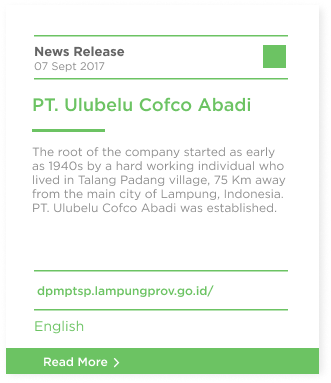 News Release
07 Sept 2017
PT. Ulubelu Cofco Abadi
The root of the company started as early
as 1940s by a hard working individual who
lived in Talang Padang village, 75 Km away
from the main city of Lampung, Indonesia.
PT. Ulubelu Cofco Abadi was established.
dpmptsp.lampungprov.go.id/
English
Read More >